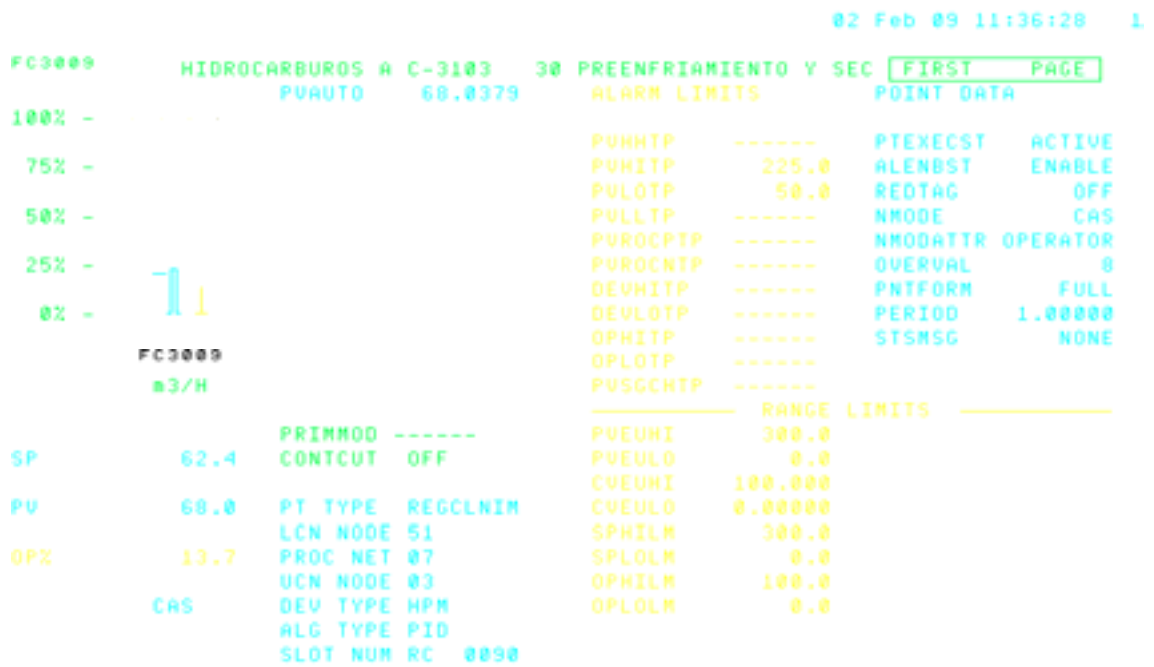 02 Feb 09 11:36:28 1
FC3009 HIDROCARBUROS A C-3103 30 PREENFRIAMIENTO Y SEC FIRST PAGE
PVAUTO 68.0379 ALARM LIMITS POINT DATA
100% -
PVHHTP ------ PTEXECST ACTIVE
75% - PVHITP 225.0 ALENBST ENABLE
PVLOTP 50.0 REDTAG OFF
50% - PVLLTP ------ NMODE CAS
PVROCPTP ------ NMODATTR OPERATOR
25% - PVROCNTP ------ OVERVAL 8
DEVHITP ------ PNTFORM FULL
0% - DEVLOTP ------ PERIOD 1.00000
OPHITP ------ STSMSG NONE
FC3009 OPLOTP ------
m3/H PVSGCHTP ------
RANGE LIMITS
PRIMMOD ------ PVEUHI 300.0
SP 62.4 CONTCUT OFF PVEULO 0.0
CVEUHI 100.000
PV 68.0 PT TYPE REGCLNIM CVEULO 0.00000
LCN NODE 51 SPHILM 300.0
OP% 13.7 PROC NET 07 SPLOLM 0.0
UCN NODE 03 OPHILM 100.0
CAS DEV TYPE HPM OPLOLM 0.0
ALG TYPE PID
SLOT NUM RC 0090